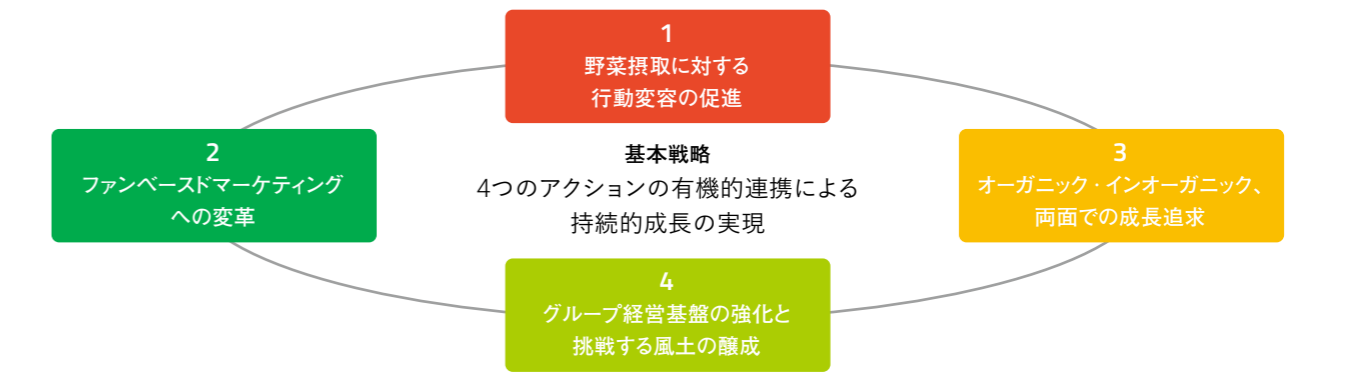 1
野菜摂取に対する
行動変容の促進
2
ファンベースドマーケティング
への変革
基本戦略
4つのアクションの有機的連携による
持続的成長の実現
3
オーガニック・インオーガニック、
両面での成長追求
4
グループ経営基盤の強化と
挑戦する風土の醸成